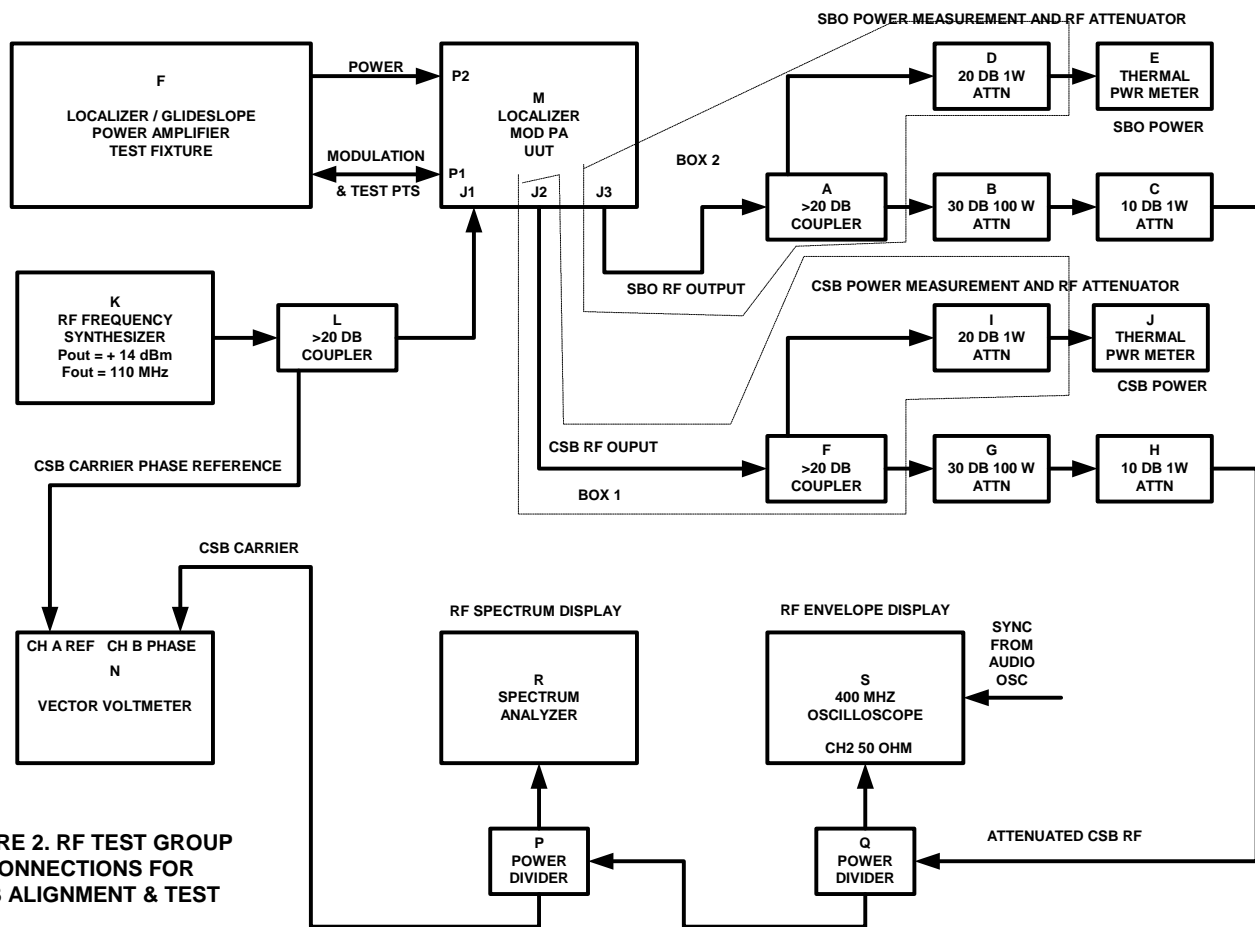 SBO POWER MEASUREMENT AND RF ATTENUATOR
F
LOCALIZER / GLIDESLOPE
POWER AMPLIFIER
TEST FIXTURE
POWER
MODULATION
& TEST PTS
P2
M
LOCALIZER
MOD PA
UUT
P1
J1
J2
J3
BOX 2
D
20 DB 1W
ATTN
E
THERMAL
PWR METER
SBO POWER
A
>20 DB
COUPLER
B
30 DB 100 W
ATTN
C
10 DB 1W
ATTN
SBO RF OUTPUT
K
RF FREQUENCY
SYNTHESIZER
Pout = + 14 dBm
Fout = 110 MHz
L
>20 DB
COUPLER
CSB POWER MEASUREMENT AND RF ATTENUATOR
I
20 DB 1W
ATTN
J
THERMAL
PWR METER
CSB POWER
CSB RF OUPUT
F
>20 DB
COUPLER
G
30 DB 100 W
ATTN
H
10 DB 1W
ATTN
BOX 1
CSB CARRIER PHASE REFERENCE
CSB CARRIER
CH A REF CH B PHASE
N
VECTOR VOLTMETER
RF SPECTRUM DISPLAY
R
SPECTRUM
ANALYZER
RF ENVELOPE DISPLAY
S
400 MHZ
OSCILLOSCOPE
CH2 50 OHM
SYNC
FROM
AUDIO
OSC
P
POWER
DIVIDER
Q
POWER
DIVIDER
ATTENUATED CSB RF
RE 2. RF TEST GROUP
ONNECTIONS FOR
ALIGNMENT & TEST